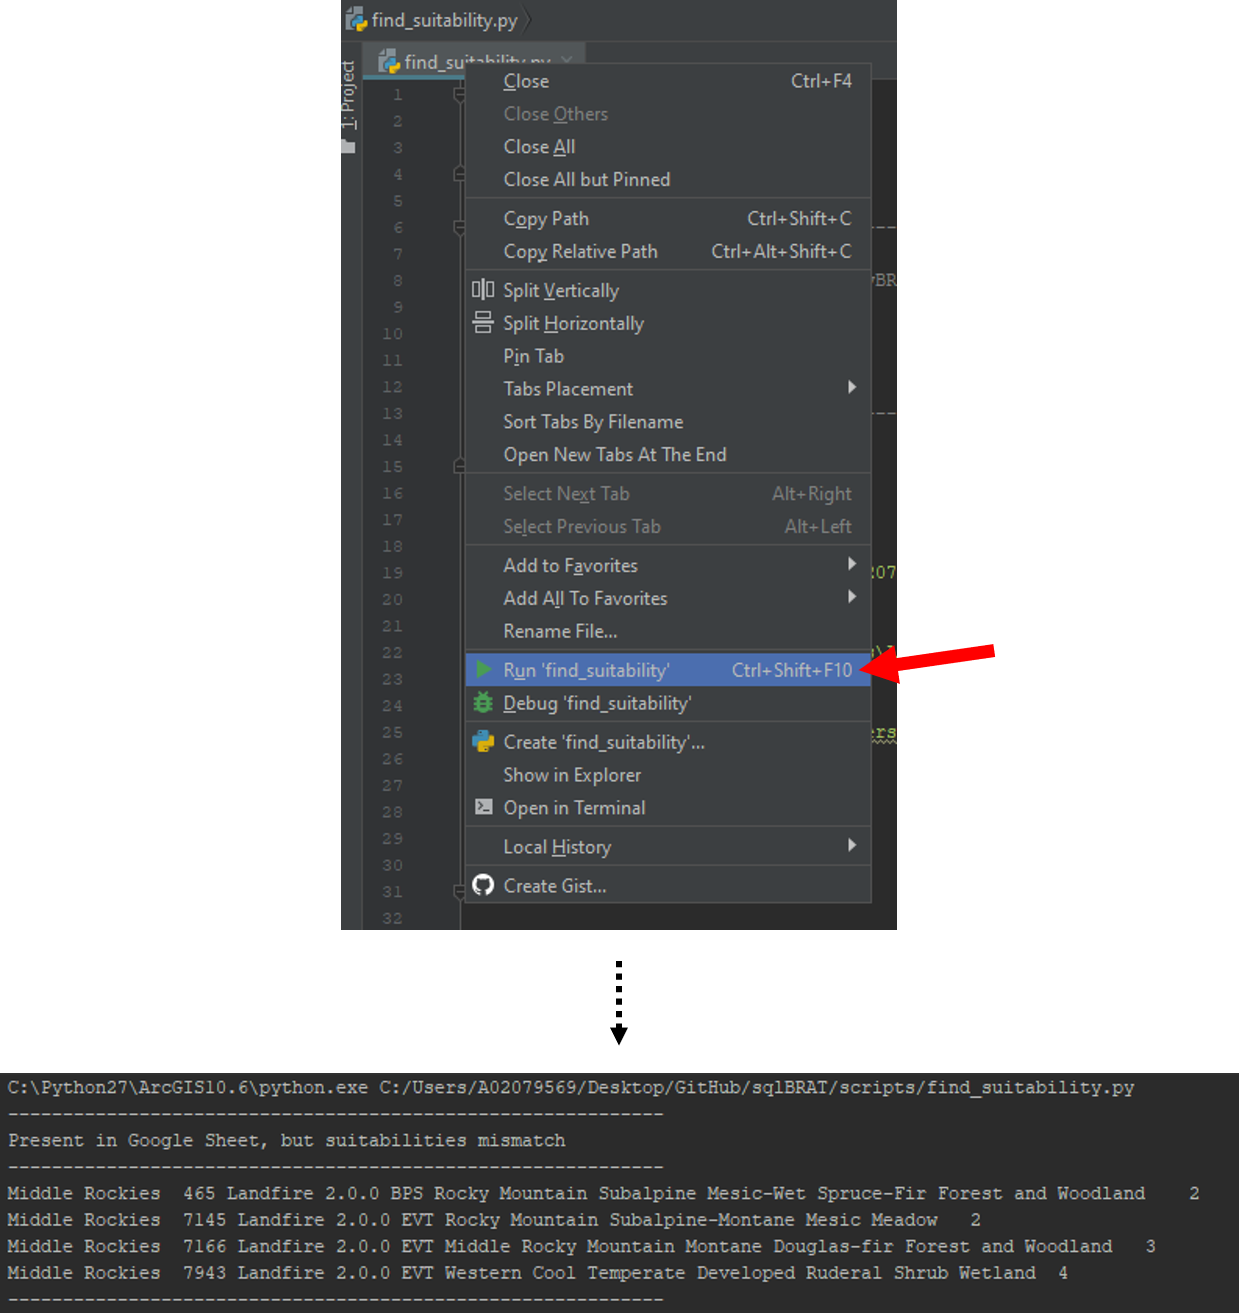 find_suitability.py
find_suitability.py
1: Project
1
2
3
4
5
6
7
8
9
10
11
12
13
14
15
16
17
18
19
20
21
22
23
24
25
26
27
28
29
30
31
32
Close Ctrl+F4
Close Others
Close All
Close All but Pinned
Copy Path Ctrl+Shift+C
Copy Relative Path Ctrl+Alt+Shift+C
Split Vertically
Split Horizontally
Pin Tab
Tabs Placement
Sort Tabs By Filename
Open New Tabs At The End
Select Next Tab Alt+Right
Select Previous Tab Alt+Left
Add to Favorites
Add All To Favorites
Rename File...
Run 'find_suitability' Ctrl+Shift+F10
Debug 'find_suitability'
Create 'find_suitability'...
Show in Explorer
Open in Terminal
Local History
Create Gist...
BR
207
rs
C:\Python27\ArcGIS10.6\python.exe C:/Users/A02079569/Desktop/GitHub/sqlBRAT/scripts/find_suitability.py
------------------------------------------------------------
Present in Google Sheet, but suitabilities mismatch
------------------------------------------------------------
Middle Rockies 465 Landfire 2.0.0 BPS Rocky Mountain Subalpine Mesic-Wet Spruce-Fir Forest and Woodland 2
Middle Rockies 7145 Landfire 2.0.0 EVT Rocky Mountain Subalpine-Montane Mesic Meadow 2
Middle Rockies 7166 Landfire 2.0.0 EVT Middle Rocky Mountain Montane Douglas-fir Forest and Woodland 3
Middle Rockies 7943 Landfire 2.0.0 EVT Western Cool Temperate Developed Ruderal Shrub Wetland 4
------------------------------------------------------------